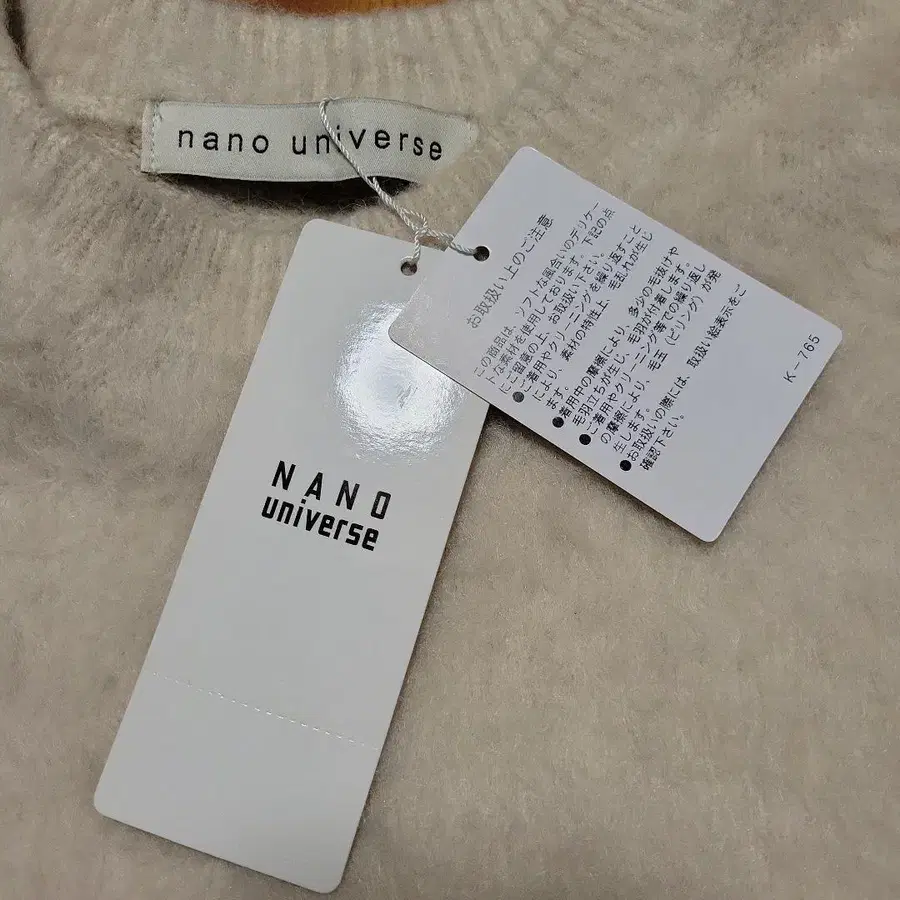 nano universe
NANO
universe
お取扱い上のご注意
この商品は、ソフトな風合いのデリケー
トな素材を使用しております。下記の点
にご留意の上、お取扱い下さい。
●ご着用やクリーニングを繰り返すこと
により、素材の特性上、毛乱れが生じ
ます。
●着用中の摩擦により、多少の毛抜けや
毛羽立ちが生じ、毛羽が付着します。
●ご着用やクリーニング等での繰り返し
の摩擦により、毛玉（ピリング）が発
生します。
●お取扱いの際には、取扱い絵表示をご
確認下さい。
K-765